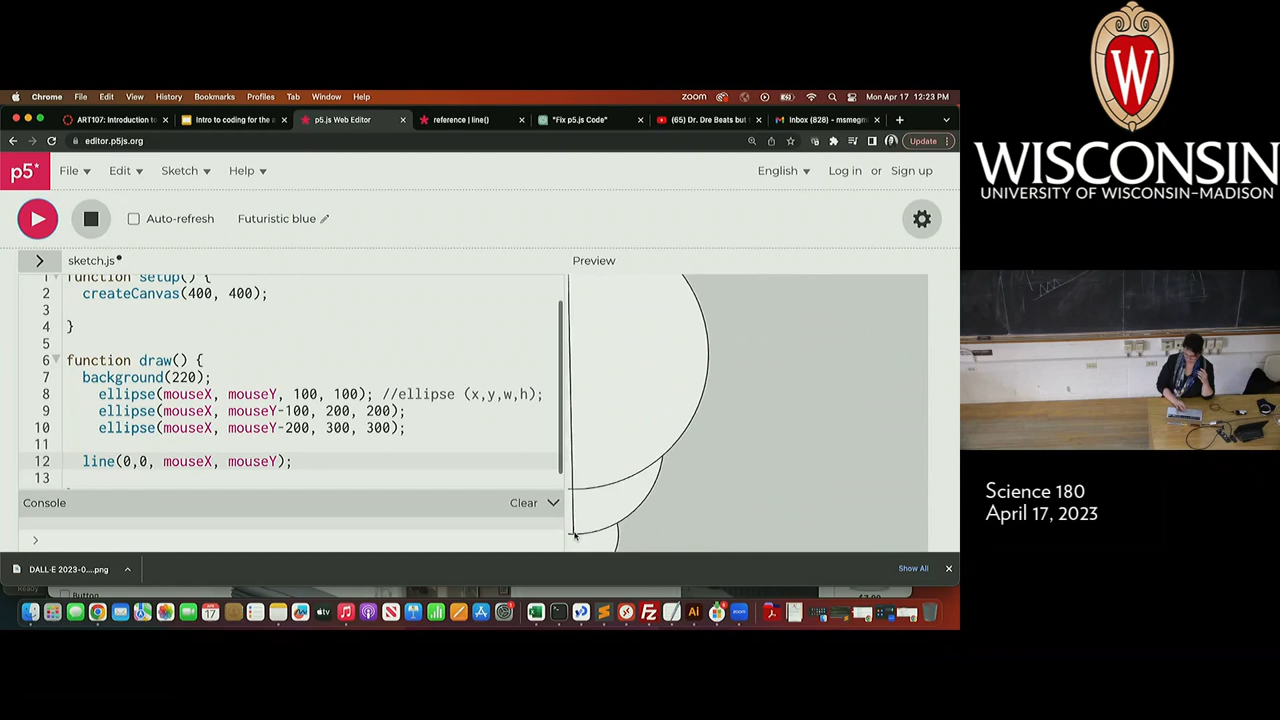 Chrome File Edit View History Bookmarks Profiles Tab Window Help zoom Mon Apr 17 12:23 PM
ART107: Introduction to
Intro to coding for the a
p5.js Web Editor
reference | line()
"Fix p5.js Code"
(65) Dr. Dre Beats but
Inbox (828) - msmegm
editor.p5js.org
Update
p5* File Edit Sketch Help English Log in or Sign up
Auto-refresh Futuristic blue
> sketch.js
Preview
1 function setup() {
2 createCanvas(400, 400);
3
4 }
5
6 function draw() {
7 background(220);
8 ellipse(mouseX, mouseY, 100, 100); //ellipse (x,y,w,h);
9 ellipse(mouseX, mouseY-100, 200, 200);
10 ellipse(mouseX, mouseY-200, 300, 300);
11
12 line(0,0, mouseX, mouseY);
13
Console Clear
>
DALL·E 2023-0....png
Show All
Ready
Button
W
WISCONSIN
UNIVERSITY OF WISCONSIN–MADISON
Science 180
April 17, 2023